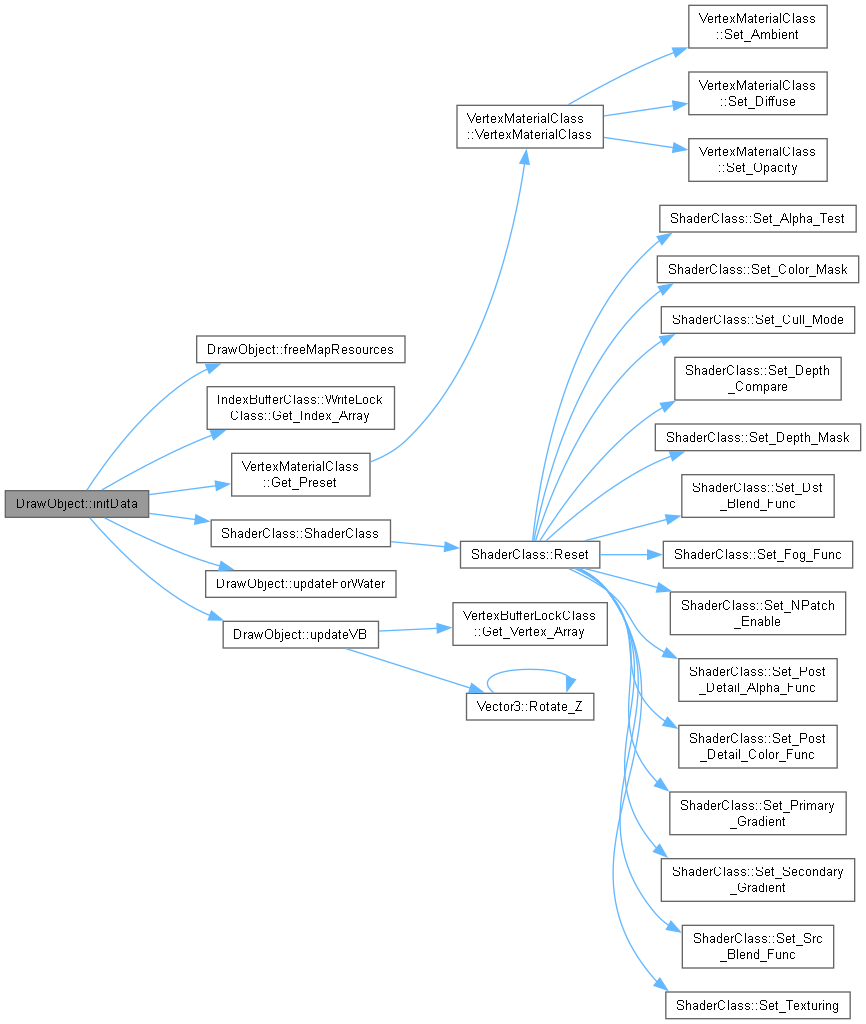 VertexMaterialClass
::Set_Ambient
VertexMaterialClass
::Set_Diffuse
VertexMaterialClass
::VertexMaterialClass
VertexMaterialClass
::Set_Opacity
ShaderClass::Set_Alpha_Test
ShaderClass::Set_Color_Mask
ShaderClass::Set_Cull_Mode
DrawObject::freeMapResources
ShaderClass::Set_Depth
_Compare
IndexBufferClass::WriteLock
Class::Get_Index_Array
ShaderClass::Set_Depth_Mask
VertexMaterialClass
::Get_Preset
ShaderClass::Set_Dst
_Blend_Func
DrawObject::initData
ShaderClass::ShaderClass
ShaderClass::Reset
ShaderClass::Set_Fog_Func
DrawObject::updateForWater
ShaderClass::Set_NPatch
_Enable
VertexBufferLockClass
::Get_Vertex_Array
DrawObject::updateVB
ShaderClass::Set_Post
_Detail_Alpha_Func
Vector3::Rotate_Z
ShaderClass::Set_Post
_Detail_Color_Func
ShaderClass::Set_Primary
_Gradient
ShaderClass::Set_Secondary
_Gradient
ShaderClass::Set_Src
_Blend_Func
ShaderClass::Set_Texturing